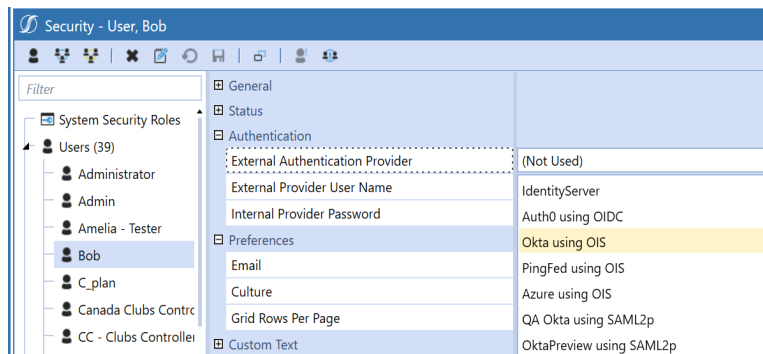 Security - User, Bob
Filter
System Security Roles
Users (39)
Administrator
Admin
Amelia - Tester
Bob
C_plan
Canada Clubs Contro
CC - Clubs Controller
General
Status
Authentication
External Authentication Provider
(Not Used)
External Provider User Name
Internal Provider Password
Preferences
Email
Culture
Grid Rows Per Page
Custom Text
IdentityServer
Auth0 using OIDC
Okta using OIS
PingFed using OIS
Azure using OIS
QA Okta using SAML2p
OktaPreview using SAML2p